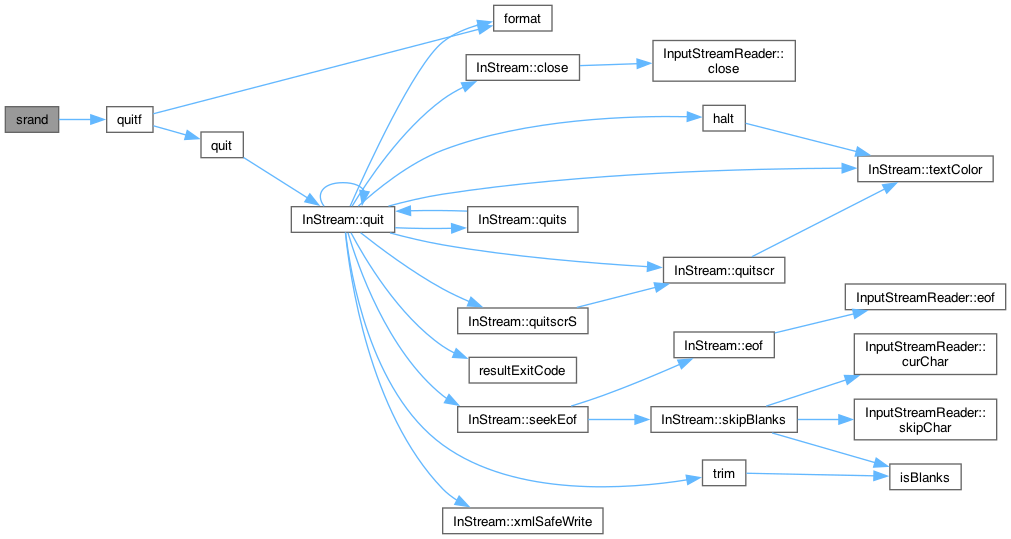 format
InStream::close
InputStreamReader::
close
srand
quitf
halt
quit
InStream::textColor
InStream::quit
InStream::quits
InStream::quitscr
InputStreamReader::eof
InStream::quitscrS
InStream::eof
InputStreamReader::
curChar
resultExitCode
InStream::seekEof
InStream::skipBlanks
InputStreamReader::
skipChar
trim
isBlanks
InStream::xmlSafeWrite